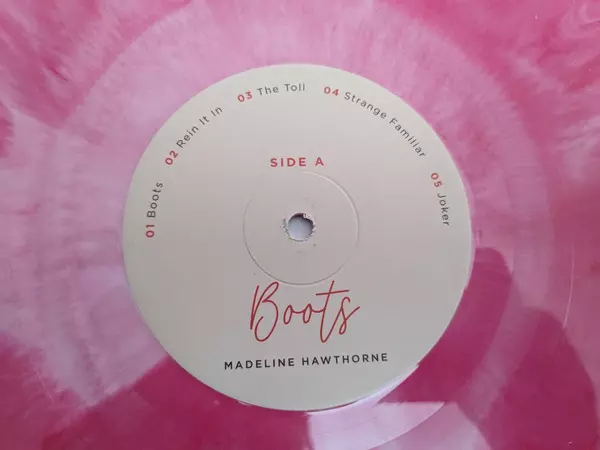 01 Boots
02 Rein It In
03 The Toll
04 Strange Familiar
05 Joker
SIDE A
Boots
MADELINE HAWTHORNE